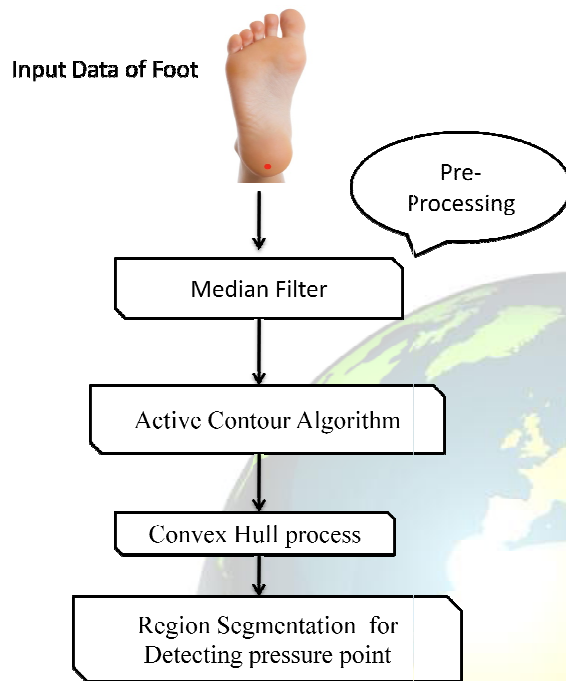 Input Data of Foot
Pre-
Processing
Median Filter
Active Contour Algorithm
Convex Hull process
Region Segmentation for
Detecting pressure point